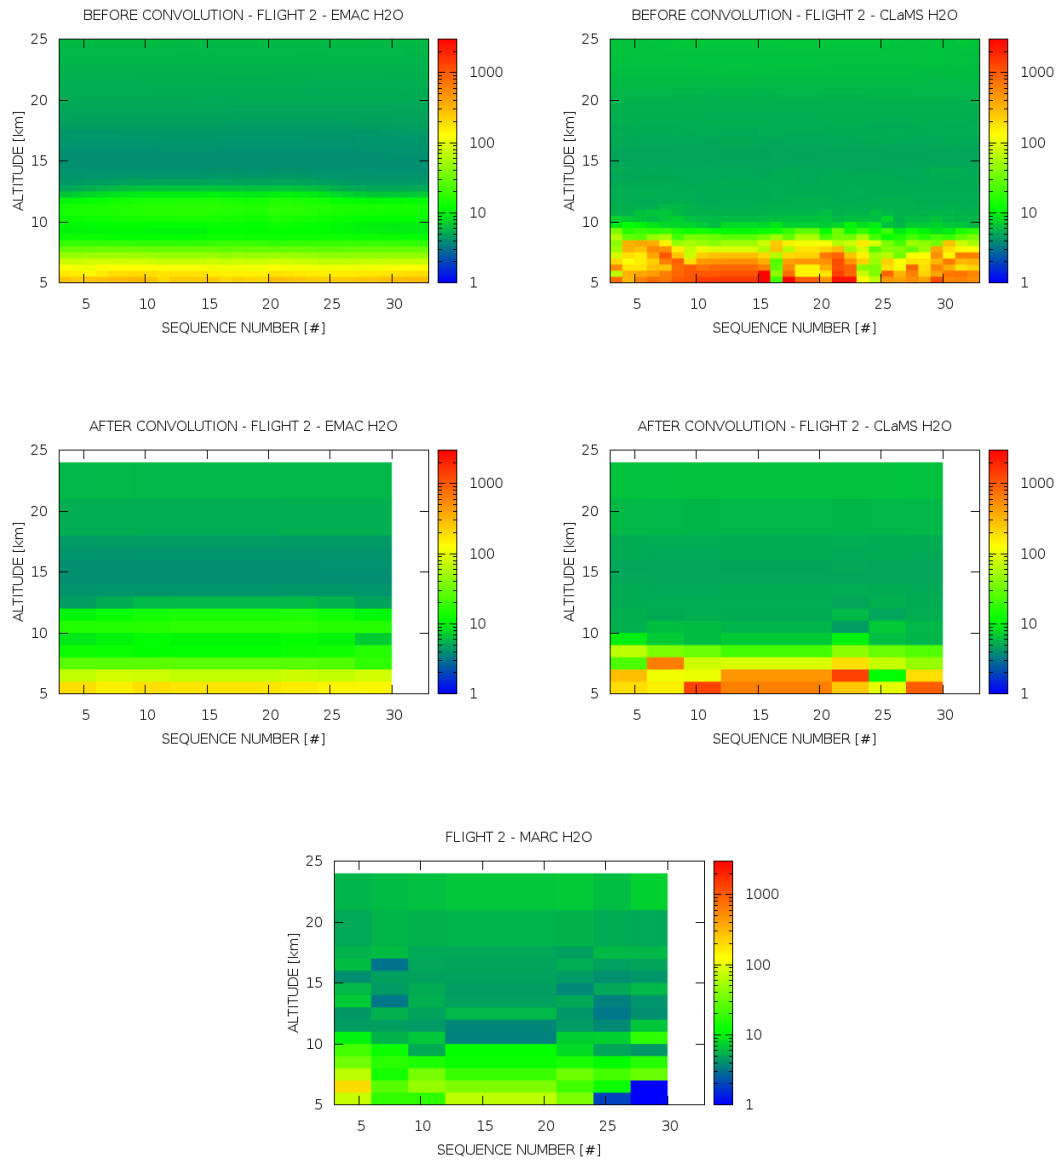 BEFORE CONVOLUTION - FLIGHT 2 - EMAC H2O
25
20
15
10
5
ALTITUDE [km]
5 10 15 20 25 30
SEQUENCE NUMBER [#]
1000
100
10
1
BEFORE CONVOLUTION - FLIGHT 2 - CLaMS H2O
25
20
15
10
5
ALTITUDE [km]
5 10 15 20 25 30
SEQUENCE NUMBER [#]
1000
100
10
1
AFTER CONVOLUTION - FLIGHT 2 - EMAC H2O
25
20
15
10
5
ALTITUDE [km]
5 10 15 20 25 30
SEQUENCE NUMBER [#]
1000
100
10
1
AFTER CONVOLUTION - FLIGHT 2 - CLaMS H2O
25
20
15
10
5
ALTITUDE [km]
5 10 15 20 25 30
SEQUENCE NUMBER [#]
1000
100
10
1
FLIGHT 2 - MARC H2O
25
20
15
10
5
ALTITUDE [km]
5 10 15 20 25 30
SEQUENCE NUMBER [#]
1000
100
10
1